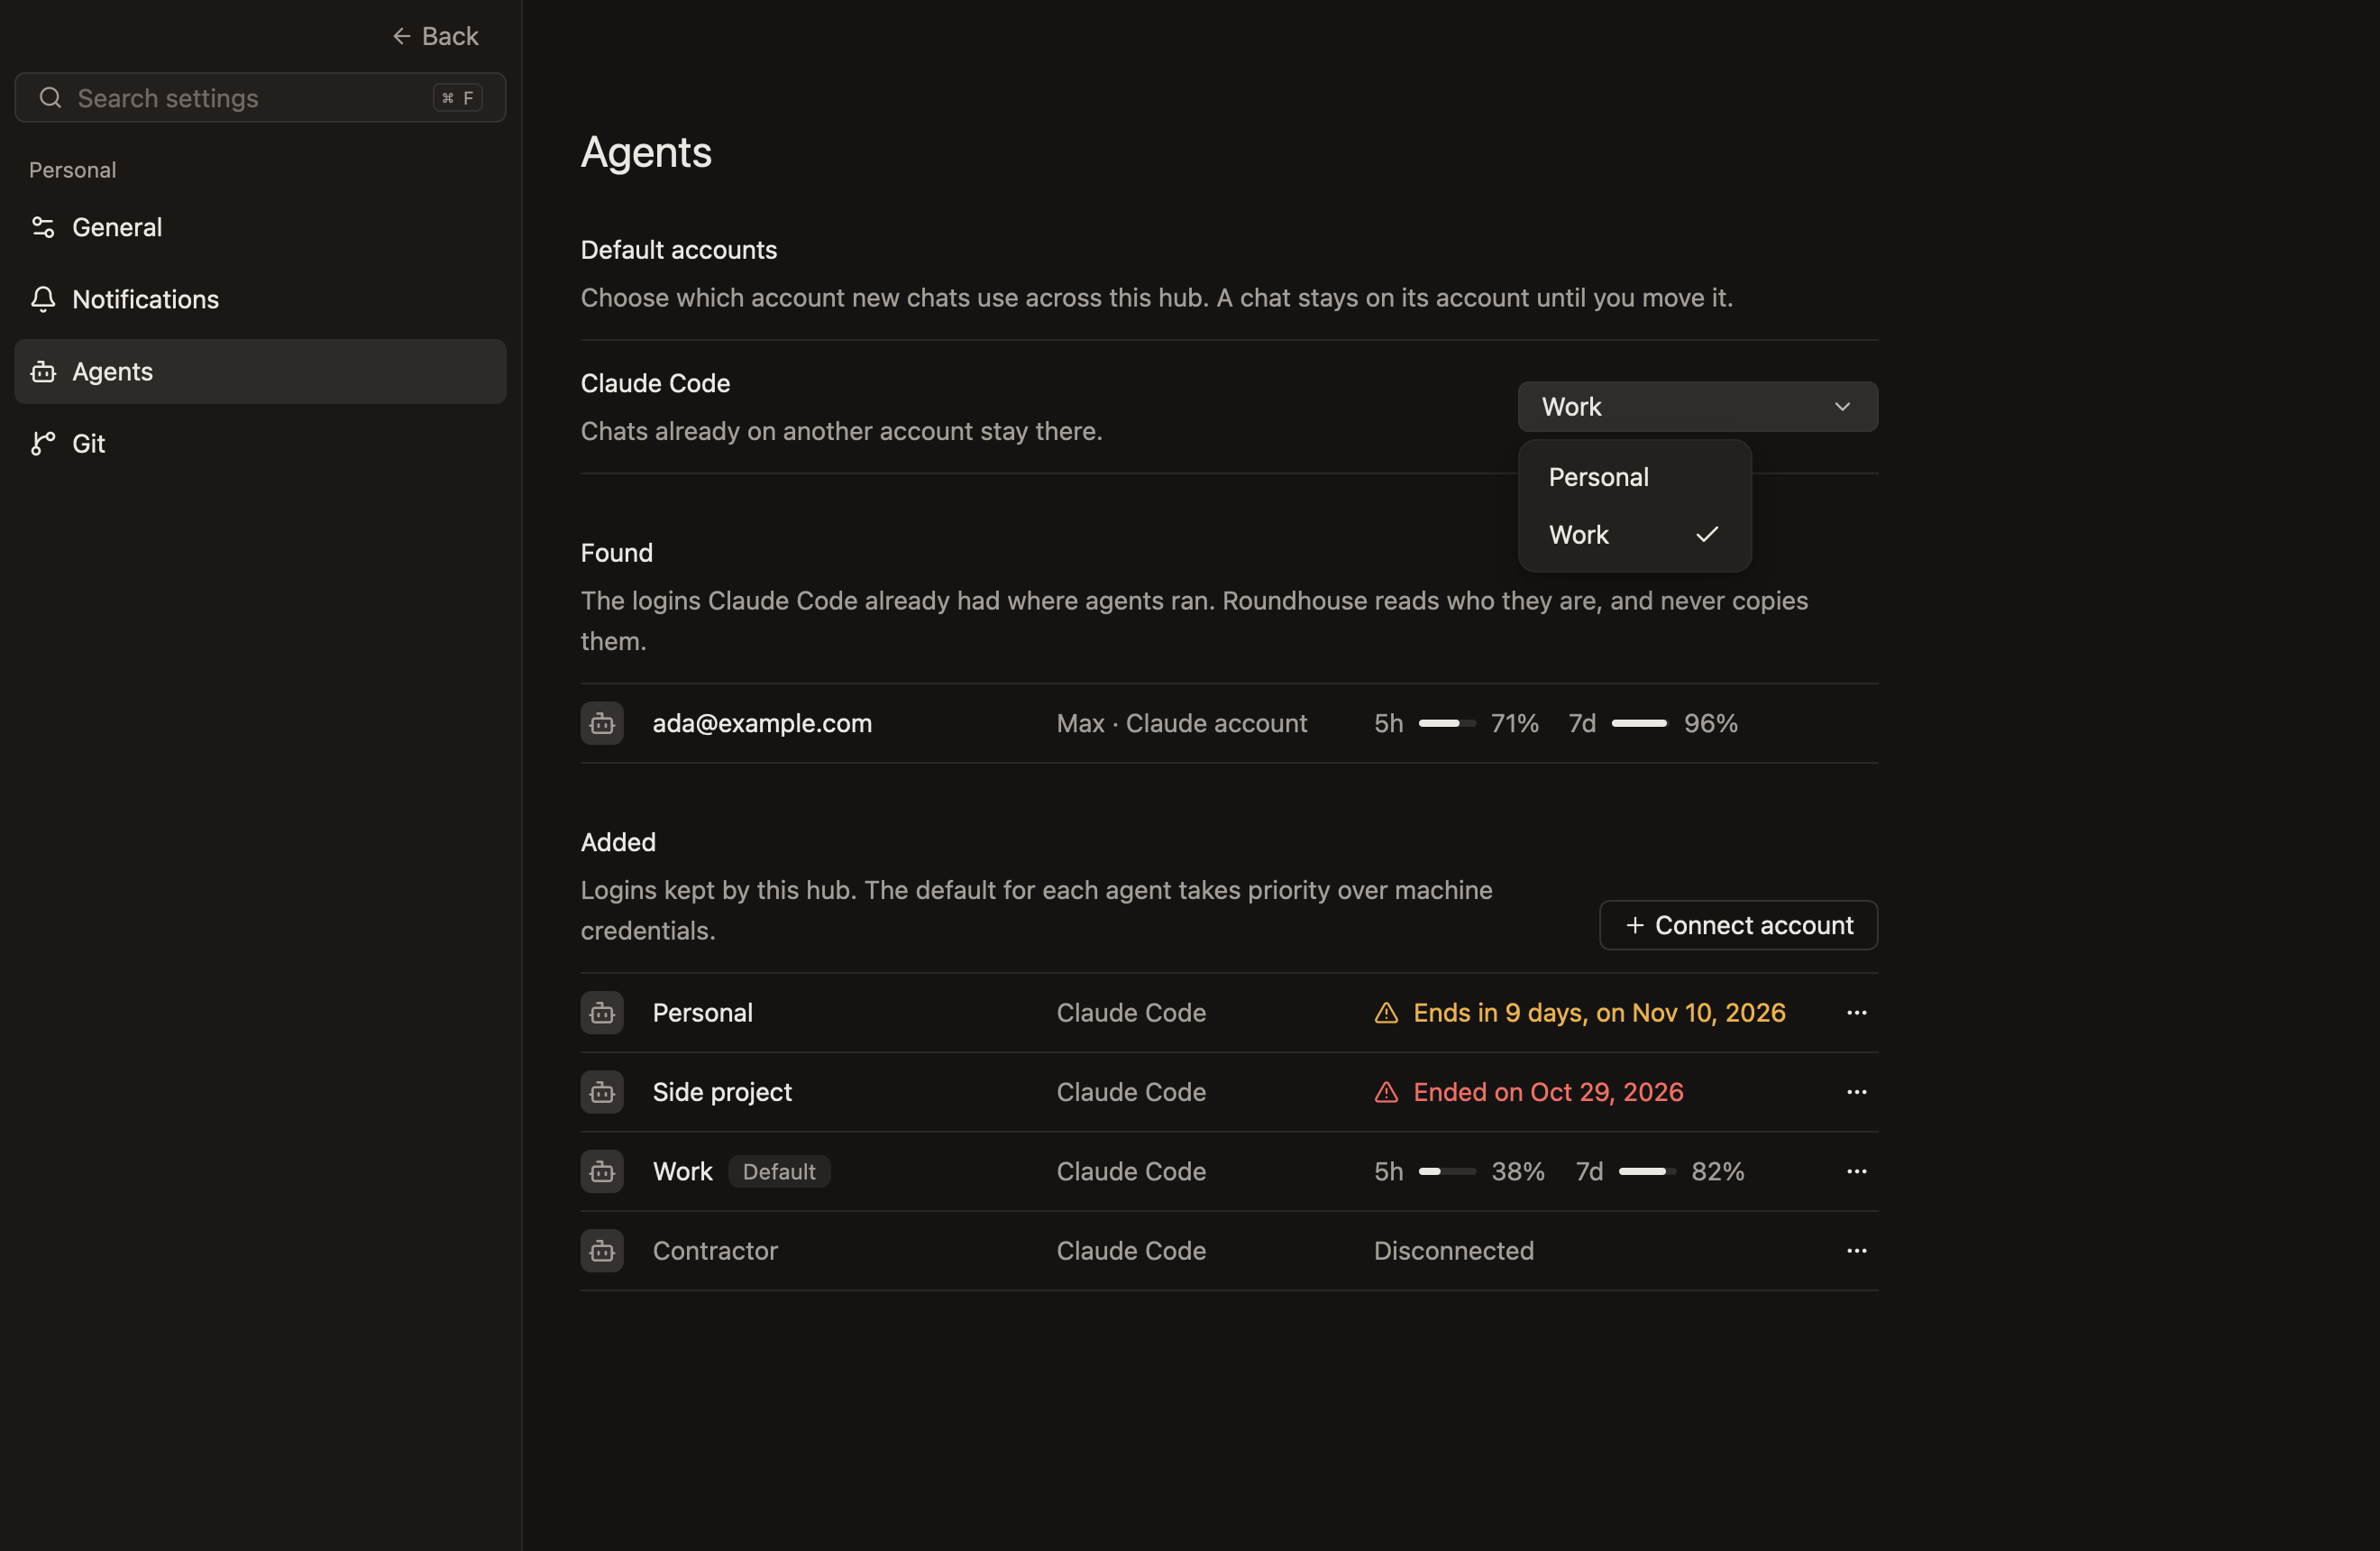 Back
Search settings
⌘ F
Personal
General
Notifications
Agents
Git
Agents
Default accounts
Choose which account new chats use across this hub. A chat stays on its account until you move it.
Claude Code
Chats already on another account stay there.
Work
Personal
Work
Found
The logins Claude Code already had where agents ran. Roundhouse reads who they are, and never copies
them.
ada@example.com Max · Claude account 5h 71% 7d 96%
Added
Logins kept by this hub. The default for each agent takes priority over machine
credentials.
+ Connect account
Personal Claude Code Ends in 9 days, on Nov 10, 2026
Side project Claude Code Ended on Oct 29, 2026
Work Default Claude Code 5h 38% 7d 82%
Contractor Claude Code Disconnected